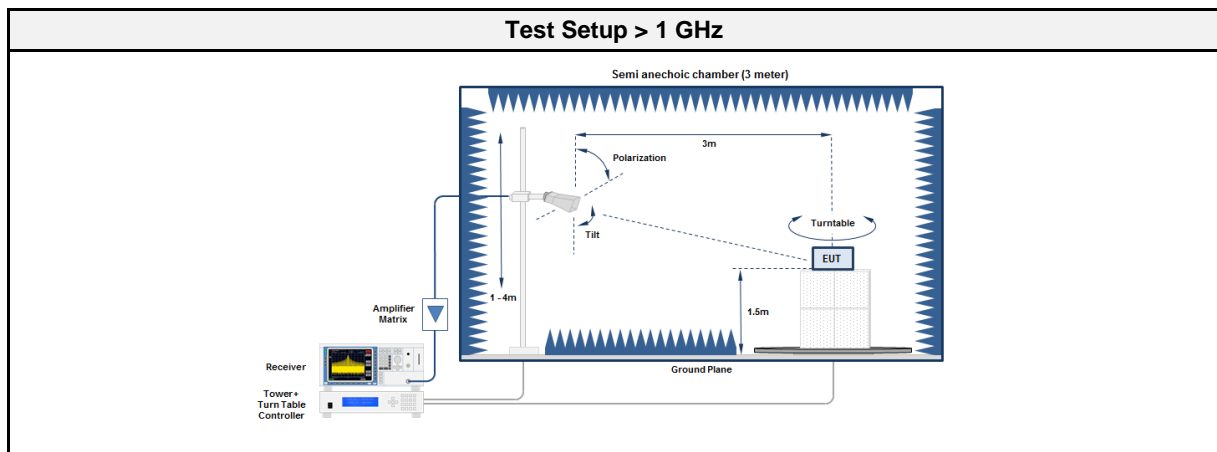 Test Setup > 1 GHz
Semi anechoic chamber (3 meter)
3m
Polarization
Tilt
Turntable
EUT
1 - 4m
1.5m
Amplifier
Matrix
Ground Plane
Receiver
Tower+
Turn Table
Controller